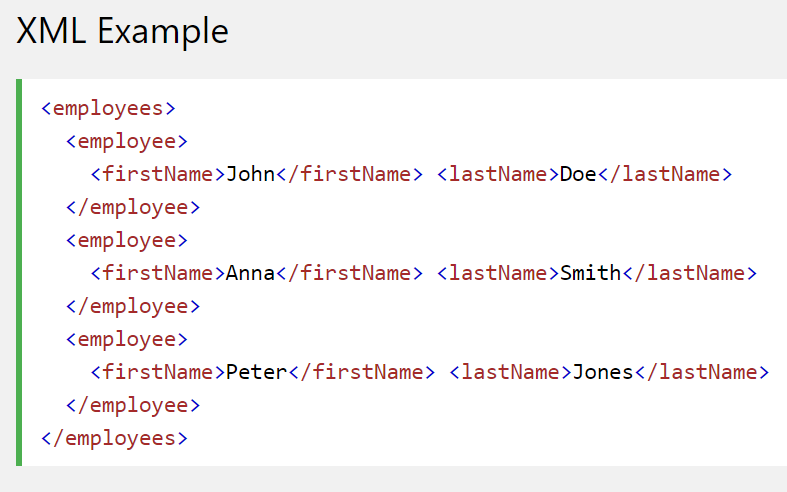 XML Example
<employees>
  <employee>
    <firstName>John</firstName> <lastName>Doe</lastName>
  </employee>
  <employee>
    <firstName>Anna</firstName> <lastName>Smith</lastName>
  </employee>
  <employee>
    <firstName>Peter</firstName> <lastName>Jones</lastName>
  </employee>
</employees>